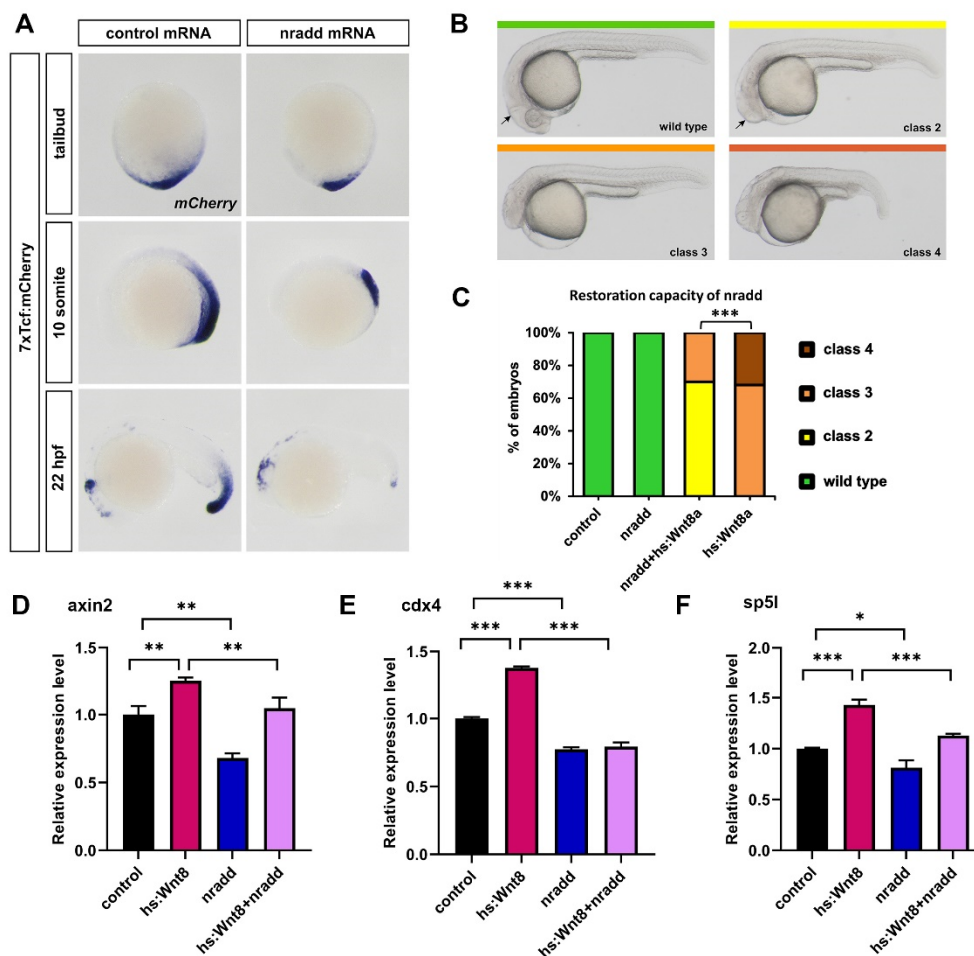 A
control mRNA
nradd mRNA
7xTcf:mCherry
tailbud
mCherry
10 somite
22 hpf
B
wild type
class 2
class 3
class 4
C
Restoration capacity of nradd
***
% of embryos
100%
80%
60%
40%
20%
0%
control
nradd
nradd+hs:Wnt8a
hs:Wnt8a
class 4
class 3
class 2
wild type
D
axin2
**
** **
Relative expression level
1.5
1.0
0.5
0.0
control
hs:Wnt8
nradd
hs:Wnt8+nradd
E
cdx4
***
*** ***
Relative expression level
1.5
1.0
0.5
0.0
control
hs:Wnt8
nradd
hs:Wnt8+nradd
F
sp5l
*
*** ***
Relative expression level
2.0
1.5
1.0
0.5
0.0
control
hs:Wnt8
nradd
hs:Wnt8+nradd